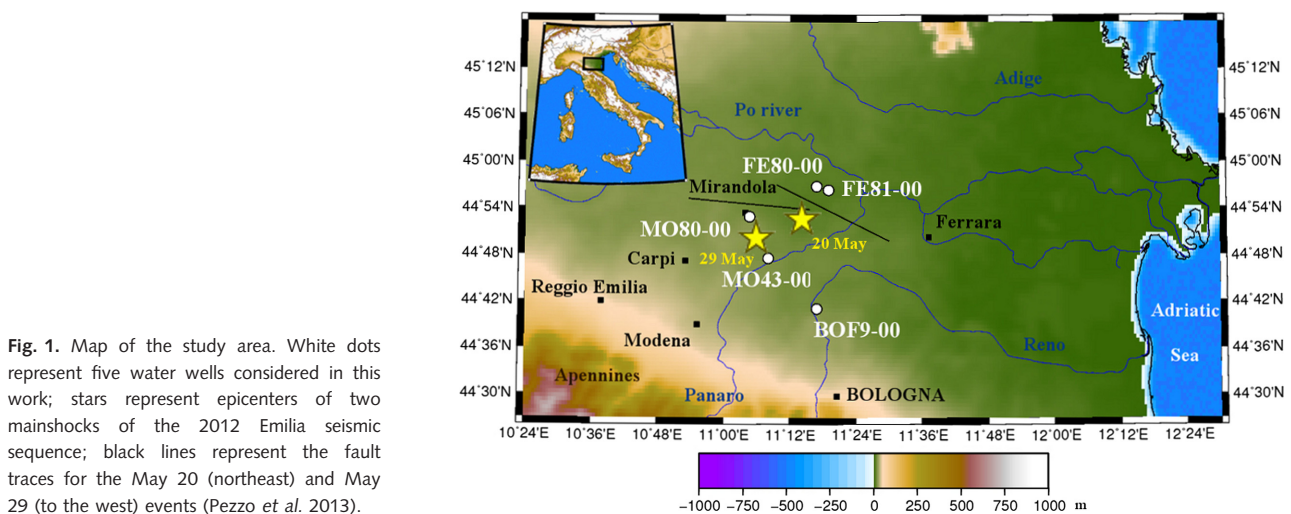 Fig. 1. Map of the study area. White dots
represent five water wells considered in this
work; stars represent epicenters of two
mainshocks of the 2012 Emilia seismic
sequence; black lines represent the fault
traces for the May 20 (northeast) and May
29 (to the west) events (Pezzo et al. 2013).
45°12'N
45°06'N
45°00'N
44°54'N
44°48'N
44°42'N
44°36'N
44°30'N
Adige
Po river
FE80-00
Mirandola
FE81-00
MO80-00
20 May
Ferrara
Carpi
29 May
MO43-00
Reggio Emilia
BOF9-00
Adriatic
Modena
Reno
Sea
Apennines
Panaro
BOLOGNA
45°12'N
45°06'N
45°00'N
44°54'N
44°48'N
44°42'N
44°36'N
44°30'N
10°24'E 10°36'E 10°48'E 11°00'E 11°12'E 11°24'E 11°36'E 11°48'E 12°00'E 12°12'E 12°24'E
−1000 −750 −500 −250 0 250 500 750 1000 m